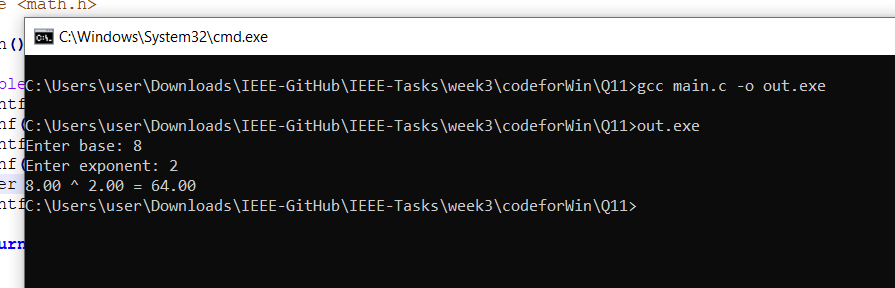 e <math.h>
C:\Windows\System32\cmd.exe
n()
C:\Users\user\Downloads\IEEE-GitHub\IEEE-Tasks\week3\codeforWin\Q11>gcc main.c -o out.exe
ble
ntf
nf(
C:\Users\user\Downloads\IEEE-GitHub\IEEE-Tasks\week3\codeforWin\Q11>out.exe
ntf
Enter base: 8
nf(
Enter exponent: 2
er
8.00 ^ 2.00 = 64.00
ntf
C:\Users\user\Downloads\IEEE-GitHub\IEEE-Tasks\week3\codeforWin\Q11>
urn